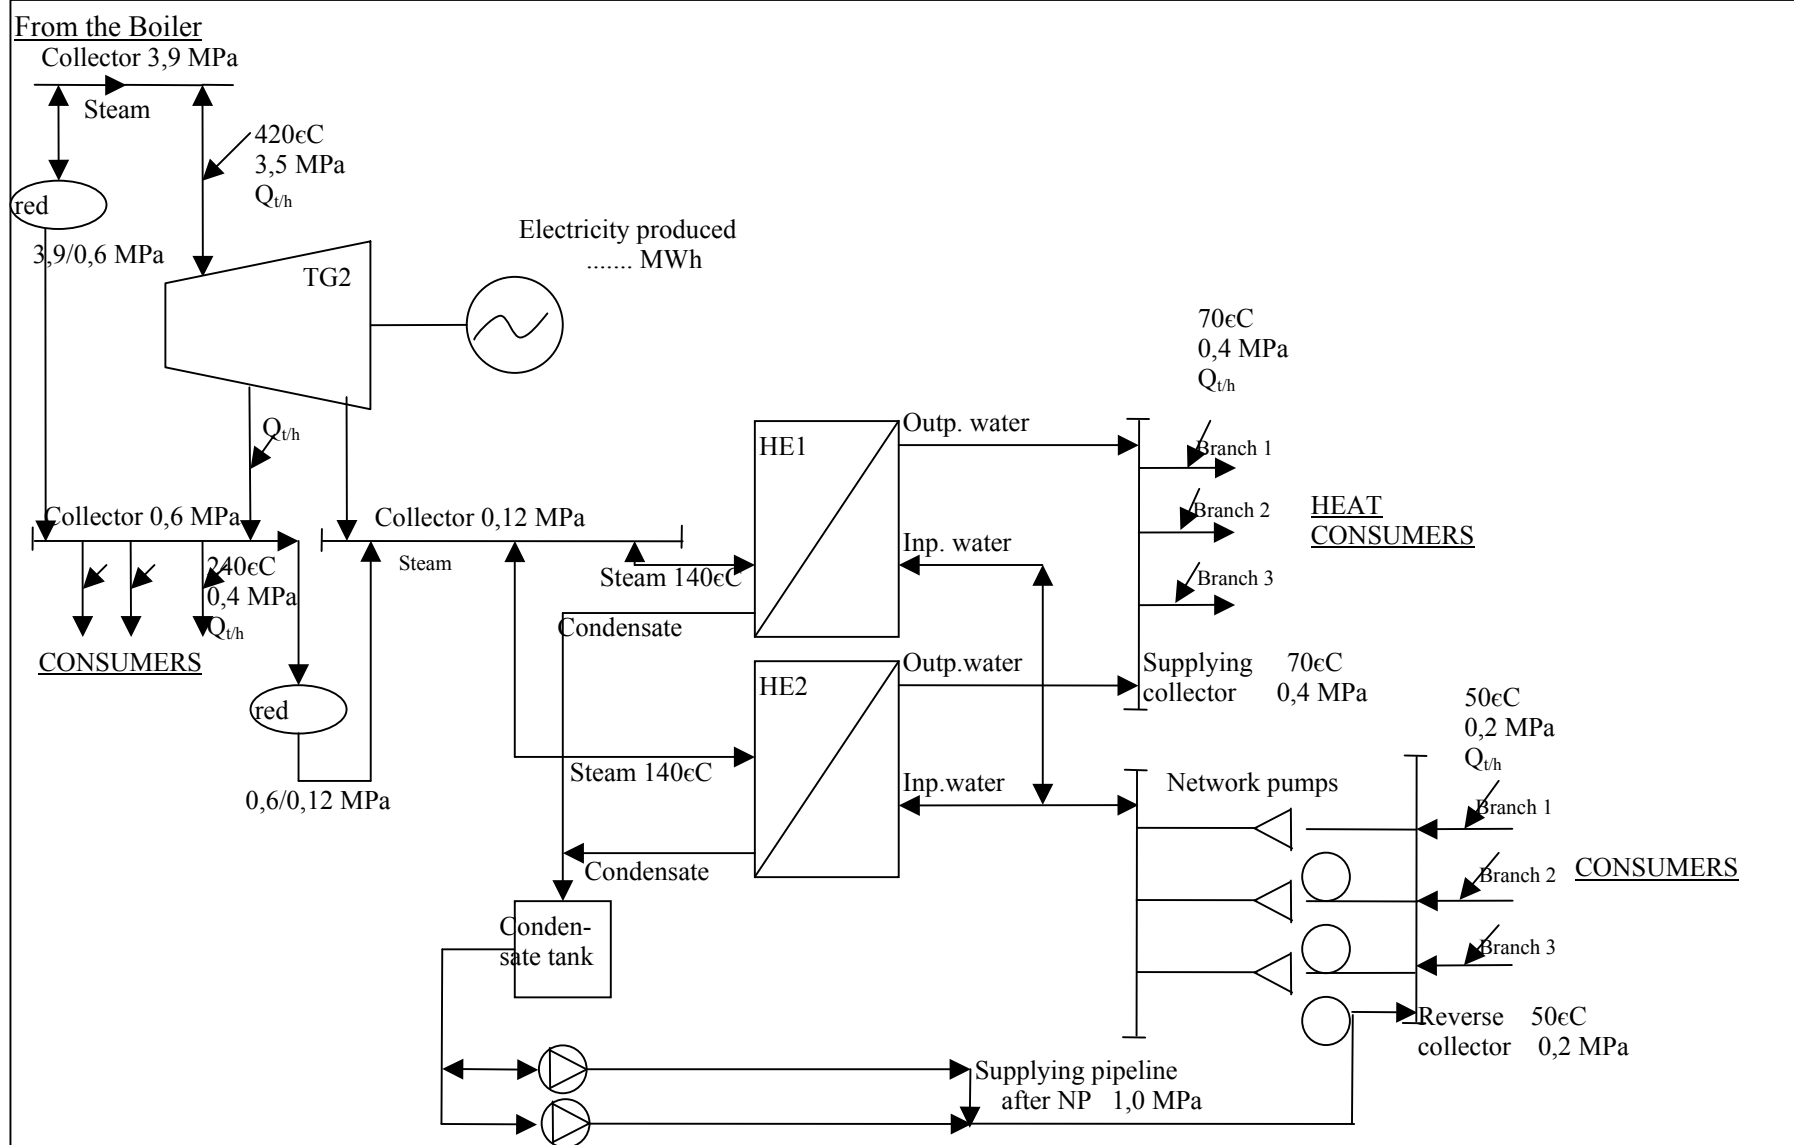 From the Boiler
Collector 3,9 MPa
Steam
420єC
3,5 MPa
Qt/h
red
3,9/0,6 MPa
Electricity produced
....... MWh
TG2
70єC
0,4 MPa
Qt/h
Qt/h
HE1
Outp. water
Branch 1
Branch 2
Branch 3
HEAT
CONSUMERS
Collector 0,6 MPa
Collector 0,12 MPa
Steam
Inp. water
Steam 140єC
240єC
0,4 MPa
Qt/h
CONSUMERS
Condensate
HE2
Outp.water
Supplying 70єC
collector 0,4 MPa
red
0,6/0,12 MPa
Steam 140єC
Inp.water
Network pumps
50єC
0,2 MPa
Qt/h
Branch 1
Branch 2
Branch 3
CONSUMERS
Condensate
Conden-
sate tank
Reverse 50єC
collector 0,2 MPa
Supplying pipeline
after NP 1,0 MPa